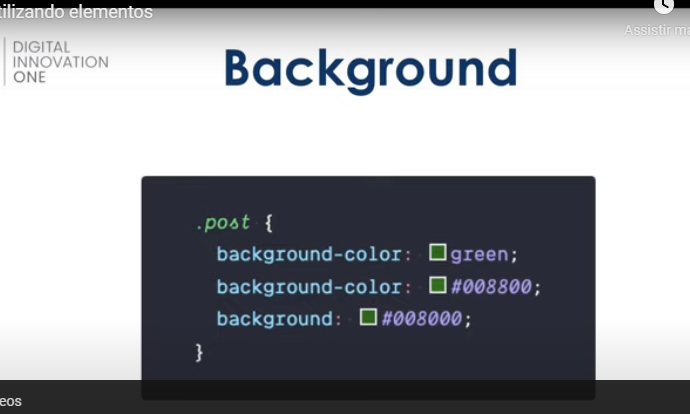 tilizando elementos
Assistir ma
DIGITAL
INNOVATION
ONE
Background
.post {
background-color: green;
background-color: #008800;
background: #008000;
}
eos